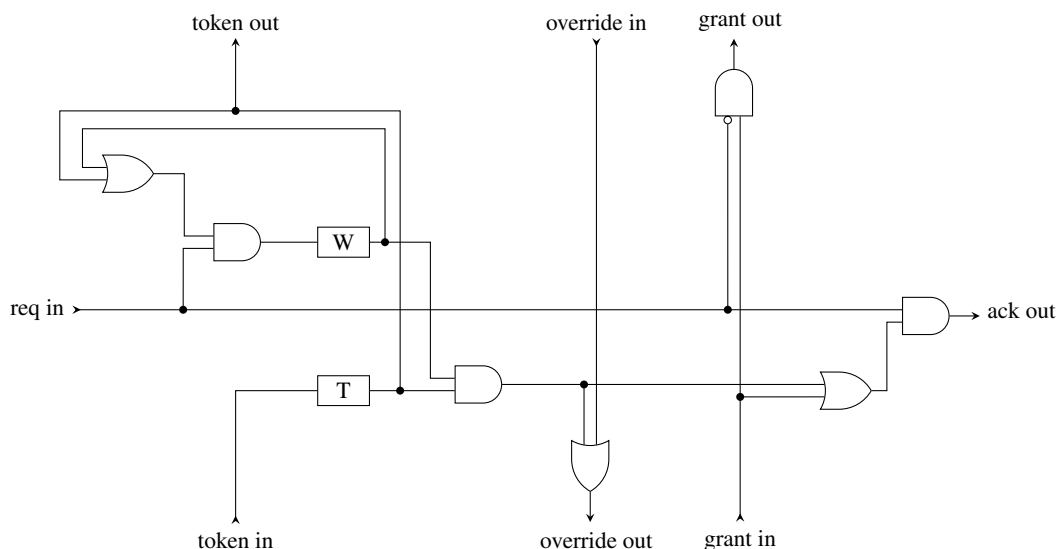 token out
override in
grant out
W
req in
ack out
T
token in
override out
grant in